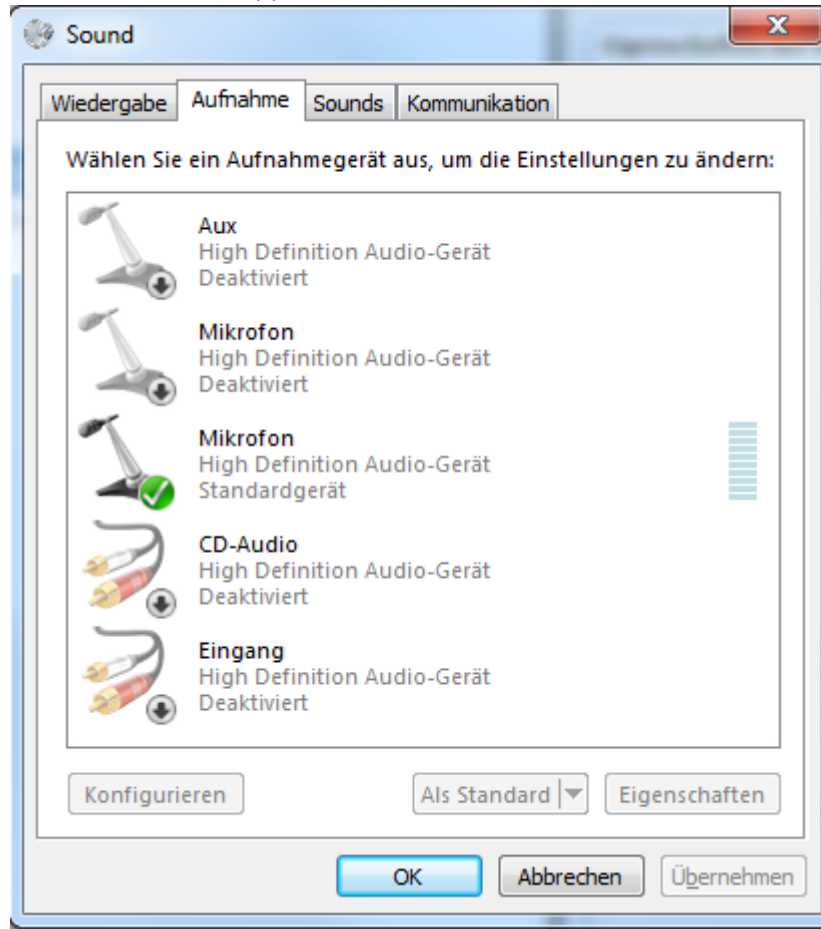 Sound
Wiedergabe Aufnahme Sounds Kommunikation
Wählen Sie ein Aufnahmegerät aus, um die Einstellungen zu ändern:
Aux
High Definition Audio-Gerät
Deaktiviert
Mikrofon
High Definition Audio-Gerät
Deaktiviert
Mikrofon
High Definition Audio-Gerät
Standardgerät
CD-Audio
High Definition Audio-Gerät
Deaktiviert
Eingang
High Definition Audio-Gerät
Deaktiviert
Konfigurieren Als Standard Eigenschaften
OK Abbrechen Übernehmen